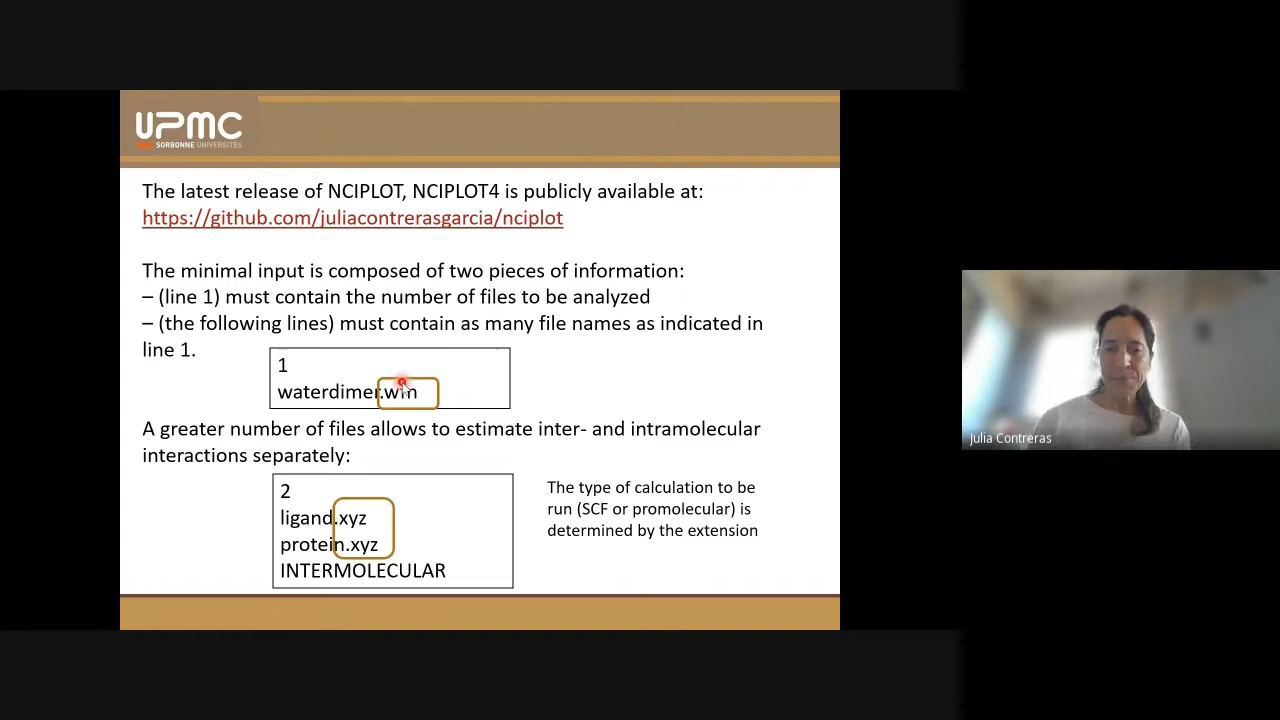 UPMC
SORBONNE UNIVERSITÉS
The latest release of NCIPLOT, NCIPLOT4 is publicly available at:
https://github.com/juliacontrerasgarcia/nciplot
The minimal input is composed of two pieces of information:
– (line 1) must contain the number of files to be analyzed
– (the following lines) must contain as many file names as indicated in
line 1.
1
waterdimer.wfn
A greater number of files allows to estimate inter- and intramolecular
interactions separately:
2
ligand.xyz
protein.xyz
INTERMOLECULAR
The type of calculation to be
run (SCF or promolecular) is
determined by the extension
Julia Contreras